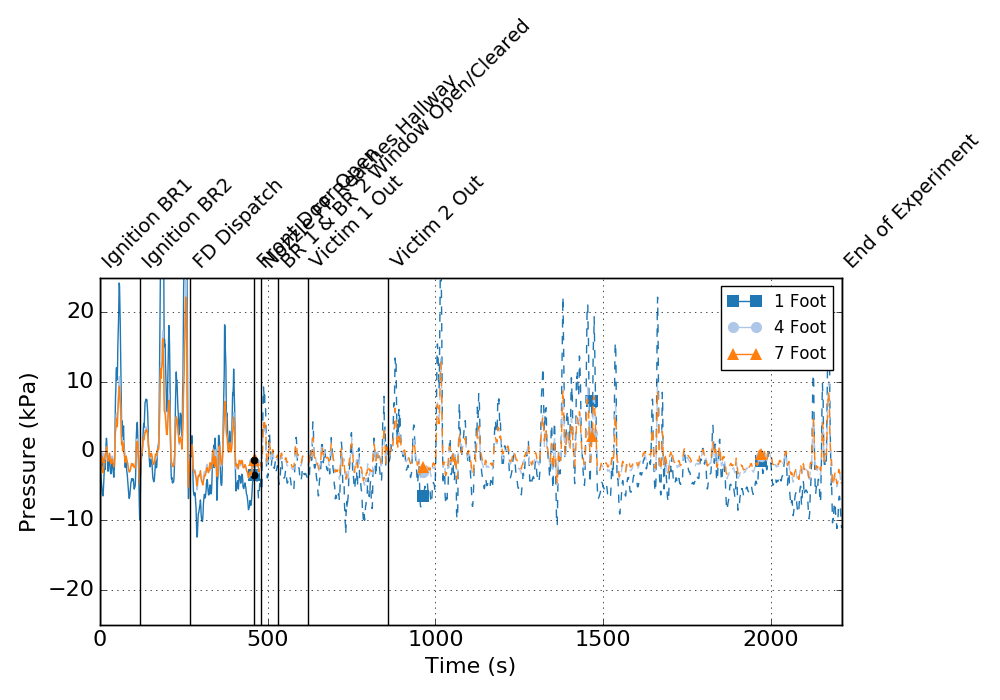 Ignition BR1
Ignition BR2
FD Dispatch
Front Door Open
Nozzle FF Reaches Hallway
BR 1 & BR 2 Window Open/Cleared
Victim 1 Out
Victim 2 Out
End of Experiment
1 Foot
4 Foot
7 Foot
20
10
0
−10
−20
Pressure (kPa)
0
500
1000
1500
2000
Time (s)